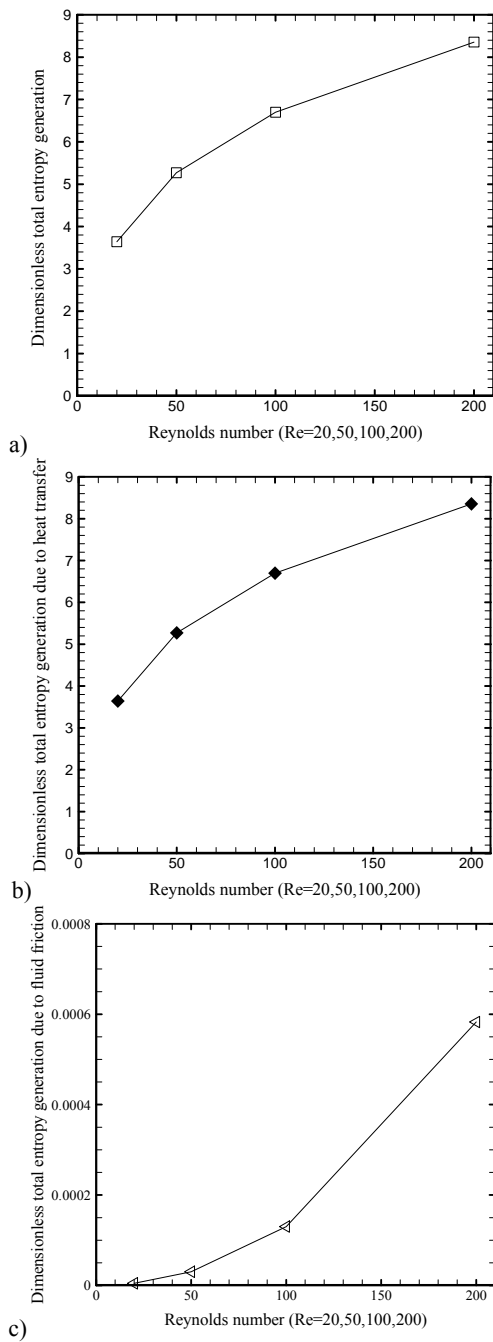 9
8
7
6
5
4
3
2
1
0
Dimensionless total entropy generation
0 50 100 150 200
Reynolds number (Re=20,50,100,200)
a)
9
8
7
6
5
4
3
2
1
0
Dimensionless total entropy generation due to heat transfer
0 50 100 150 200
Reynolds number (Re=20,50,100,200)
b)
0.0008
0.0006
0.0004
0.0002
0
Dimensionless total entropy generation due to fluid friction
0 50 100 150 200
Reynolds number (Re=20,50,100,200)
c)